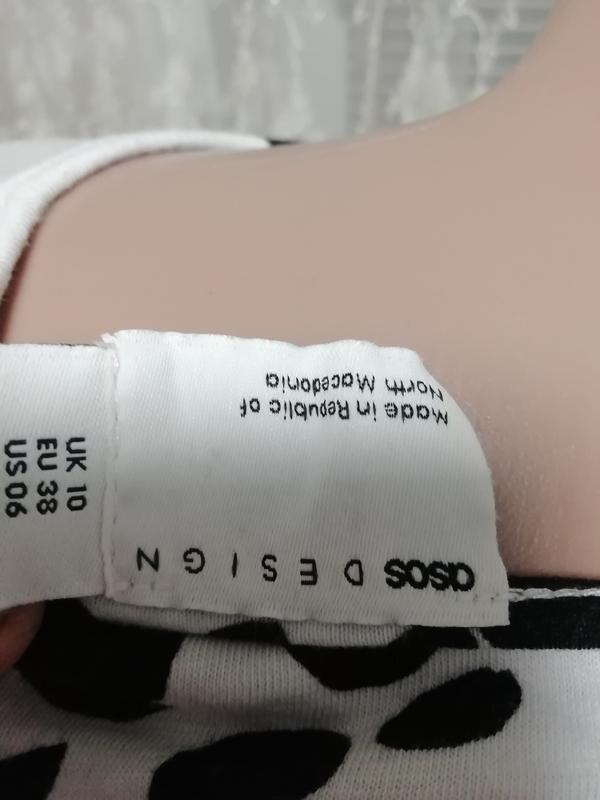 asos DESIGN
Made in Republic of
North Macedonia
UK 10
EU 38
US 06